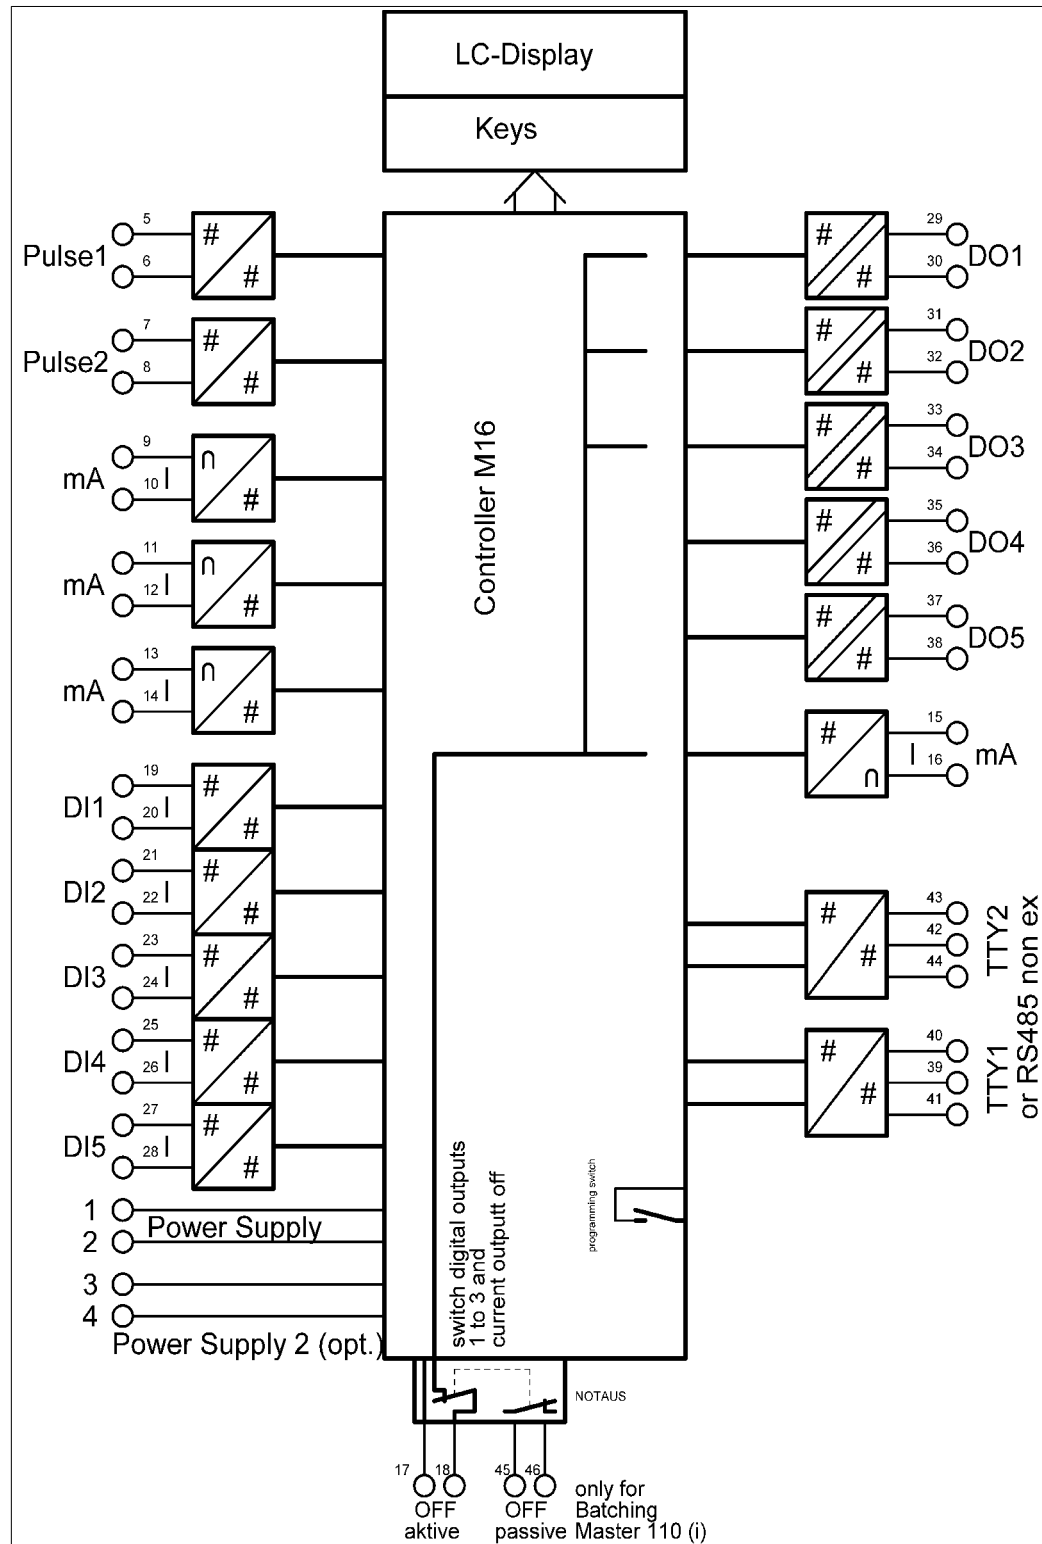 LC-Display
Keys
Controller M16
5
Pulse1
6
# #
7
Pulse2
8
# #
9
mA
10 I
∩ #
11
mA
12 I
∩ #
13
mA
14 I
∩ #
19
DI1
20 I
# #
21
DI2
22 I
# #
23
DI3
24 I
# #
25
DI4
26 I
# #
27
DI5
28 I
# #
1
Power Supply
2
3
4
Power Supply 2 (opt.)
29
DO1
30
# #
31
DO2
32
# #
33
DO3
34
# #
35
DO4
36
# #
37
DO5
38
# #
15
I 16 mA
# ∩
43
42
44
# #
TTY2
40
39
41
# #
TTY1
or RS485 non ex
programming switch
switch digital outputs
1 to 3 and
current outputt off
NOTAUS
17 18 45 46
OFF
aktive
OFF
passive
only for
Batching
Master 110 (i)